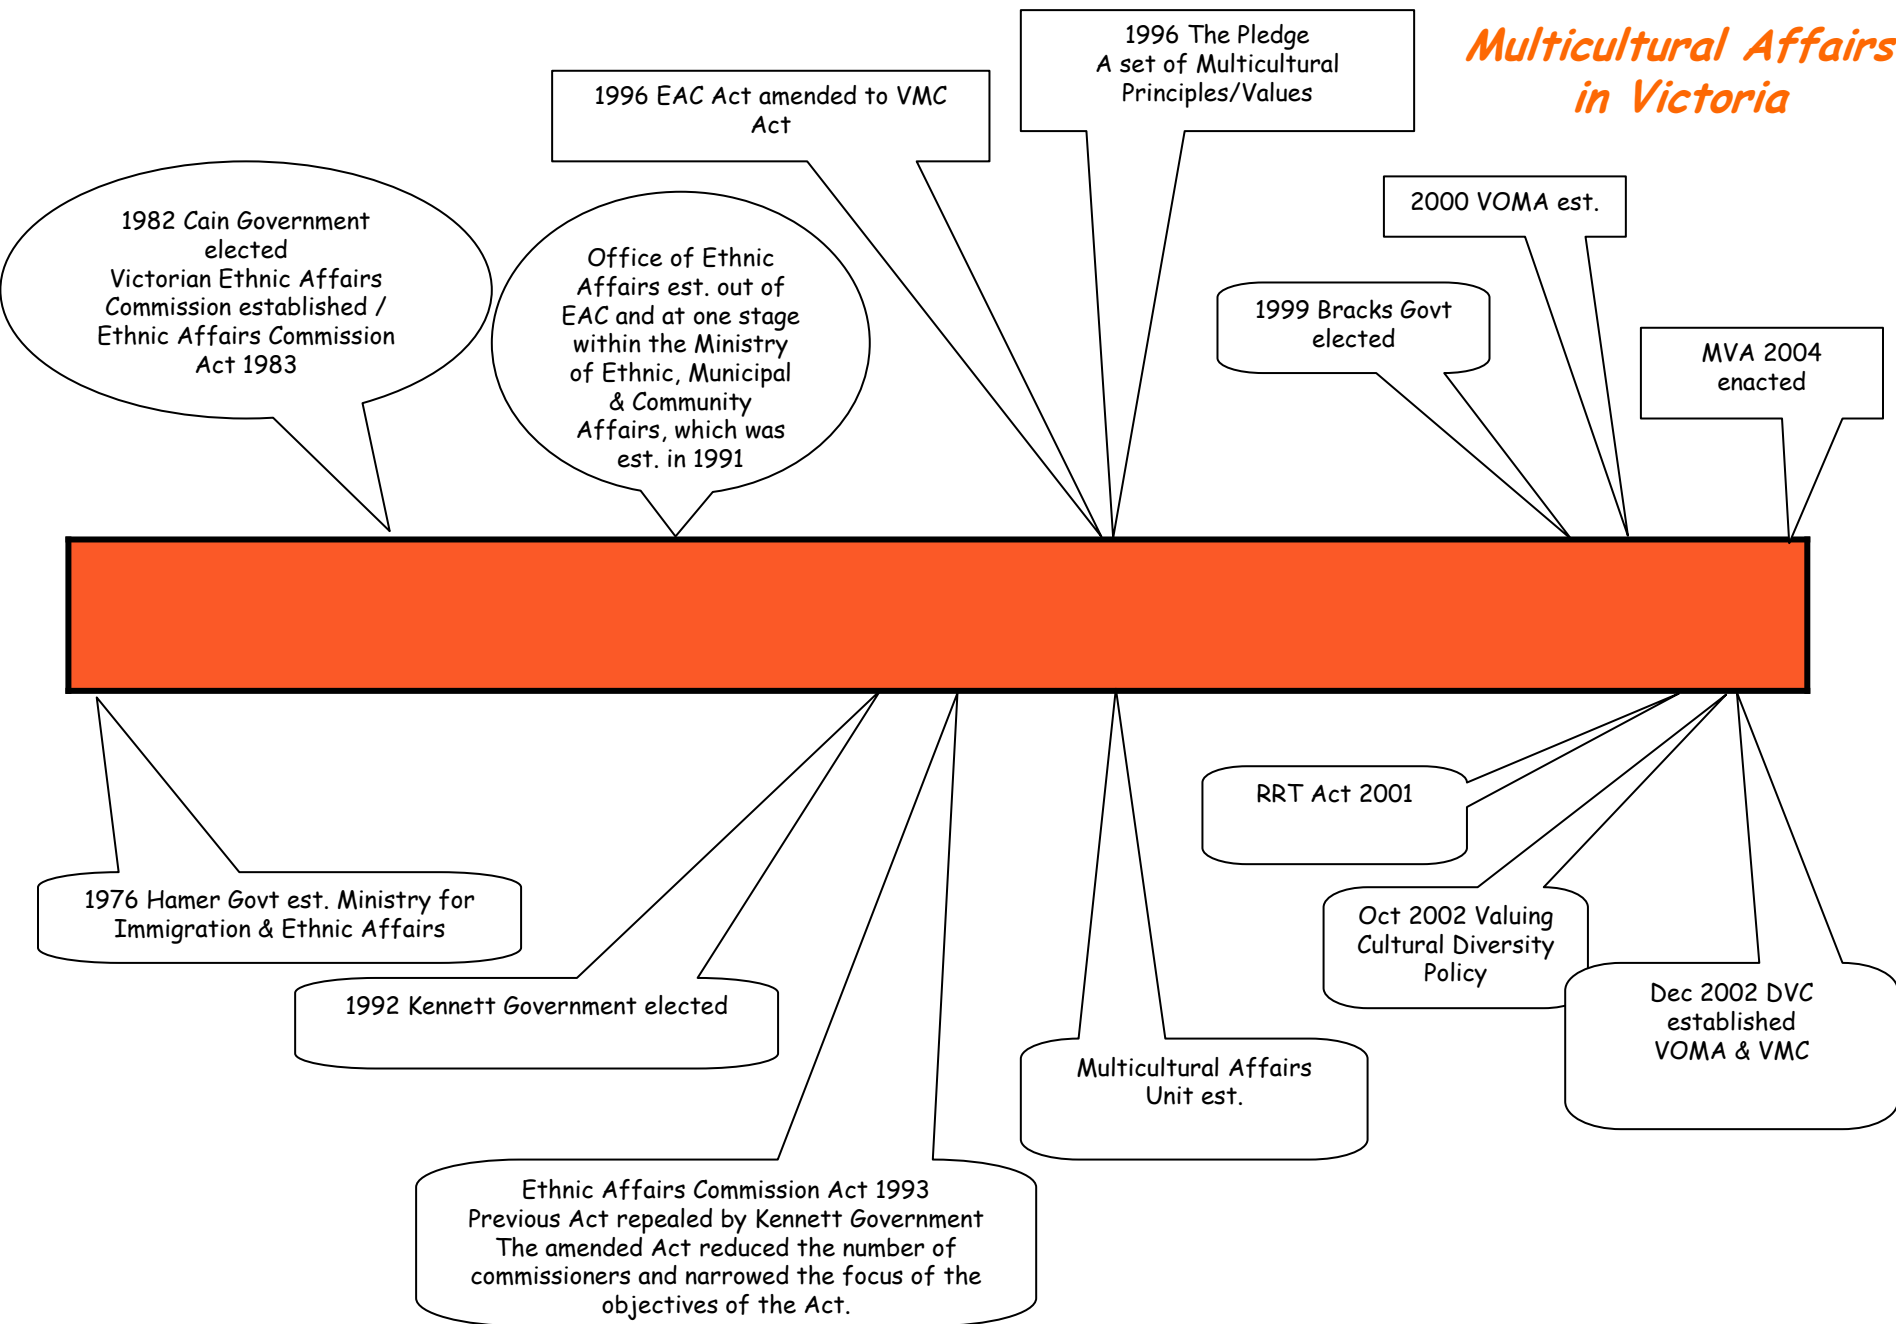 Multicultural Affairs
in Victoria
1996 The Pledge
A set of Multicultural
Principles/Values
1996 EAC Act amended to VMC
Act
2000 VOMA est.
1982 Cain Government
elected
Victorian Ethnic Affairs
Commission established /
Ethnic Affairs Commission
Act 1983
Office of Ethnic
Affairs est. out of
EAC and at one stage
within the Ministry
of Ethnic, Municipal
& Community
Affairs, which was
est. in 1991
1999 Bracks Govt
elected
MVA 2004
enacted
RRT Act 2001
1976 Hamer Govt est. Ministry for
Immigration & Ethnic Affairs
Oct 2002 Valuing
Cultural Diversity
Policy
1992 Kennett Government elected
Dec 2002 DVC
established
VOMA & VMC
Multicultural Affairs
Unit est.
Ethnic Affairs Commission Act 1993
Previous Act repealed by Kennett Government
The amended Act reduced the number of
commissioners and narrowed the focus of the
objectives of the Act.